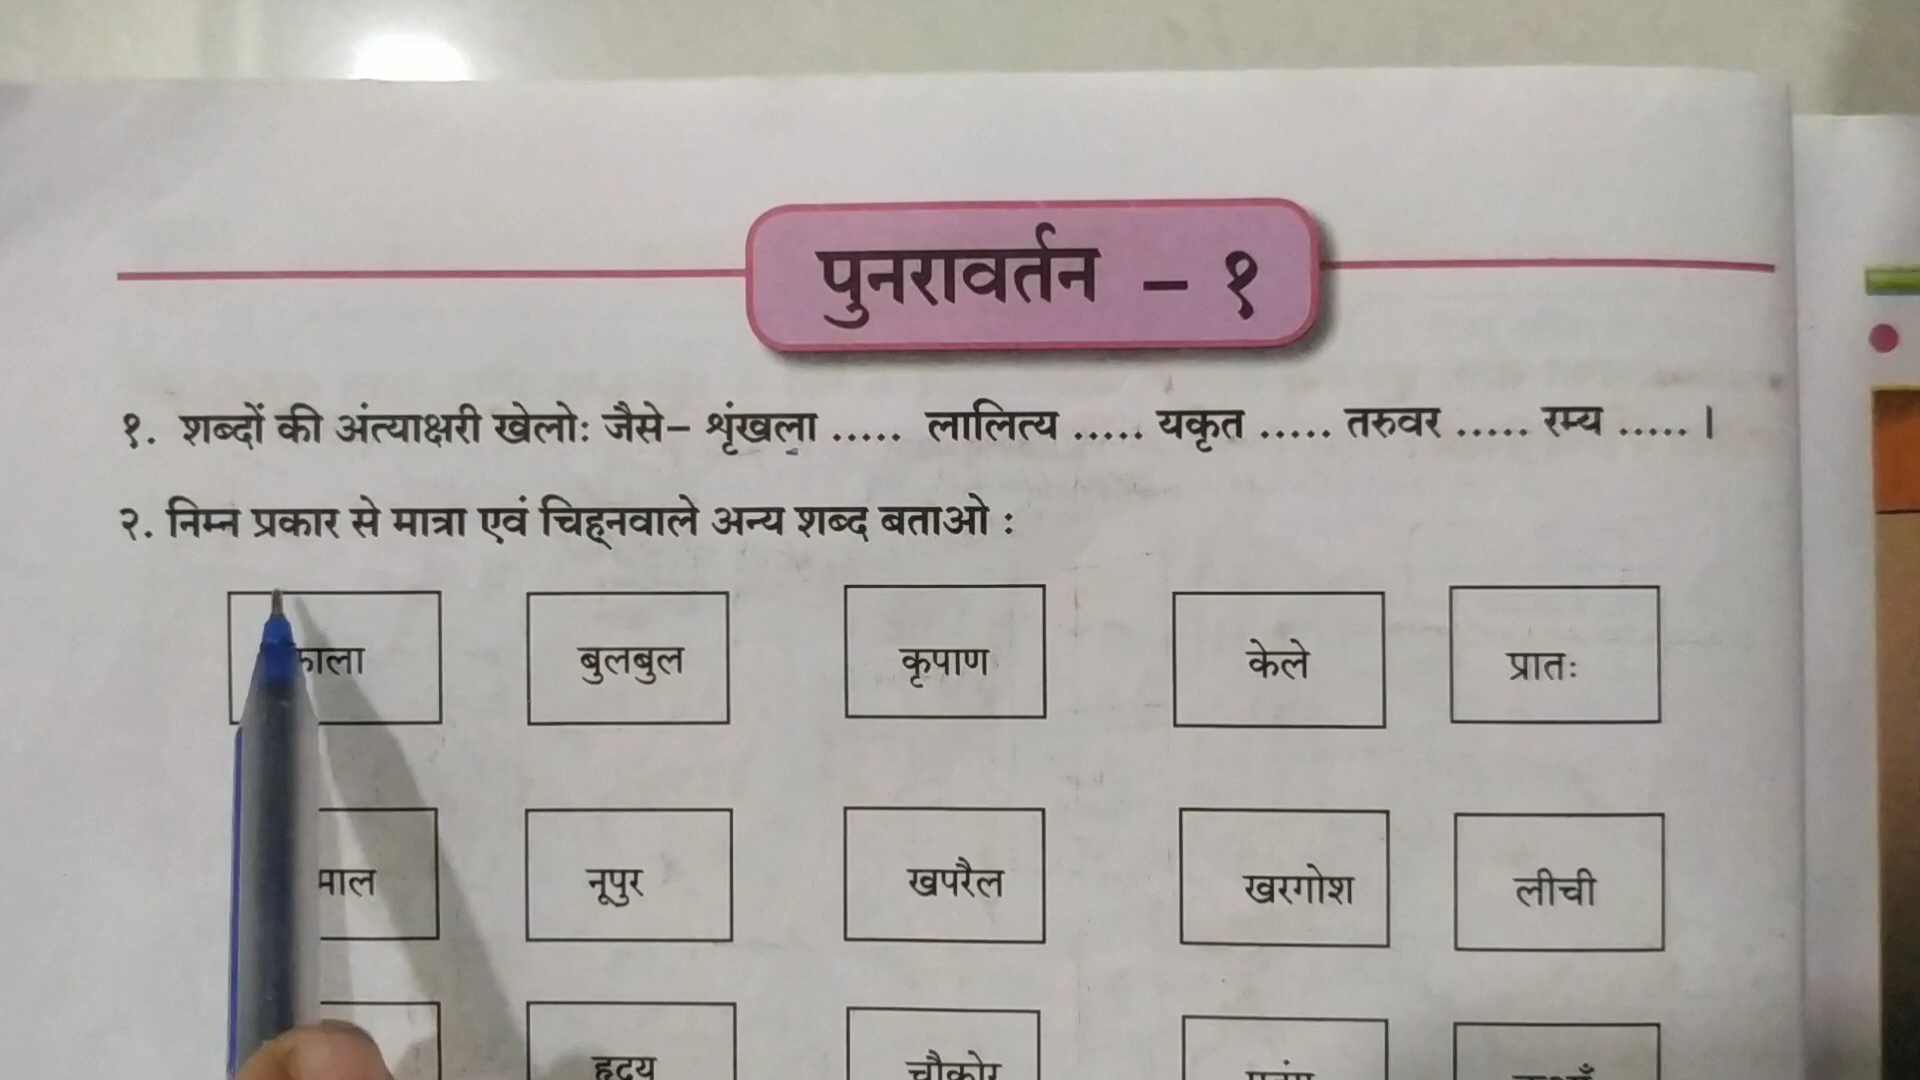 पुनरावर्तन – १
१. शब्दों की अंत्याक्षरी खेलोः जैसे– शृंखला ..... लालित्य ..... यकृत ..... तरुवर ..... रम्य ..... ।
२. निम्न प्रकार से मात्रा एवं चिह्नवाले अन्य शब्द बताओ :
बुलबुल कृपाण केले प्रातः
नूपुर खपरैल खरगोश लीची
हृदय चौकोर